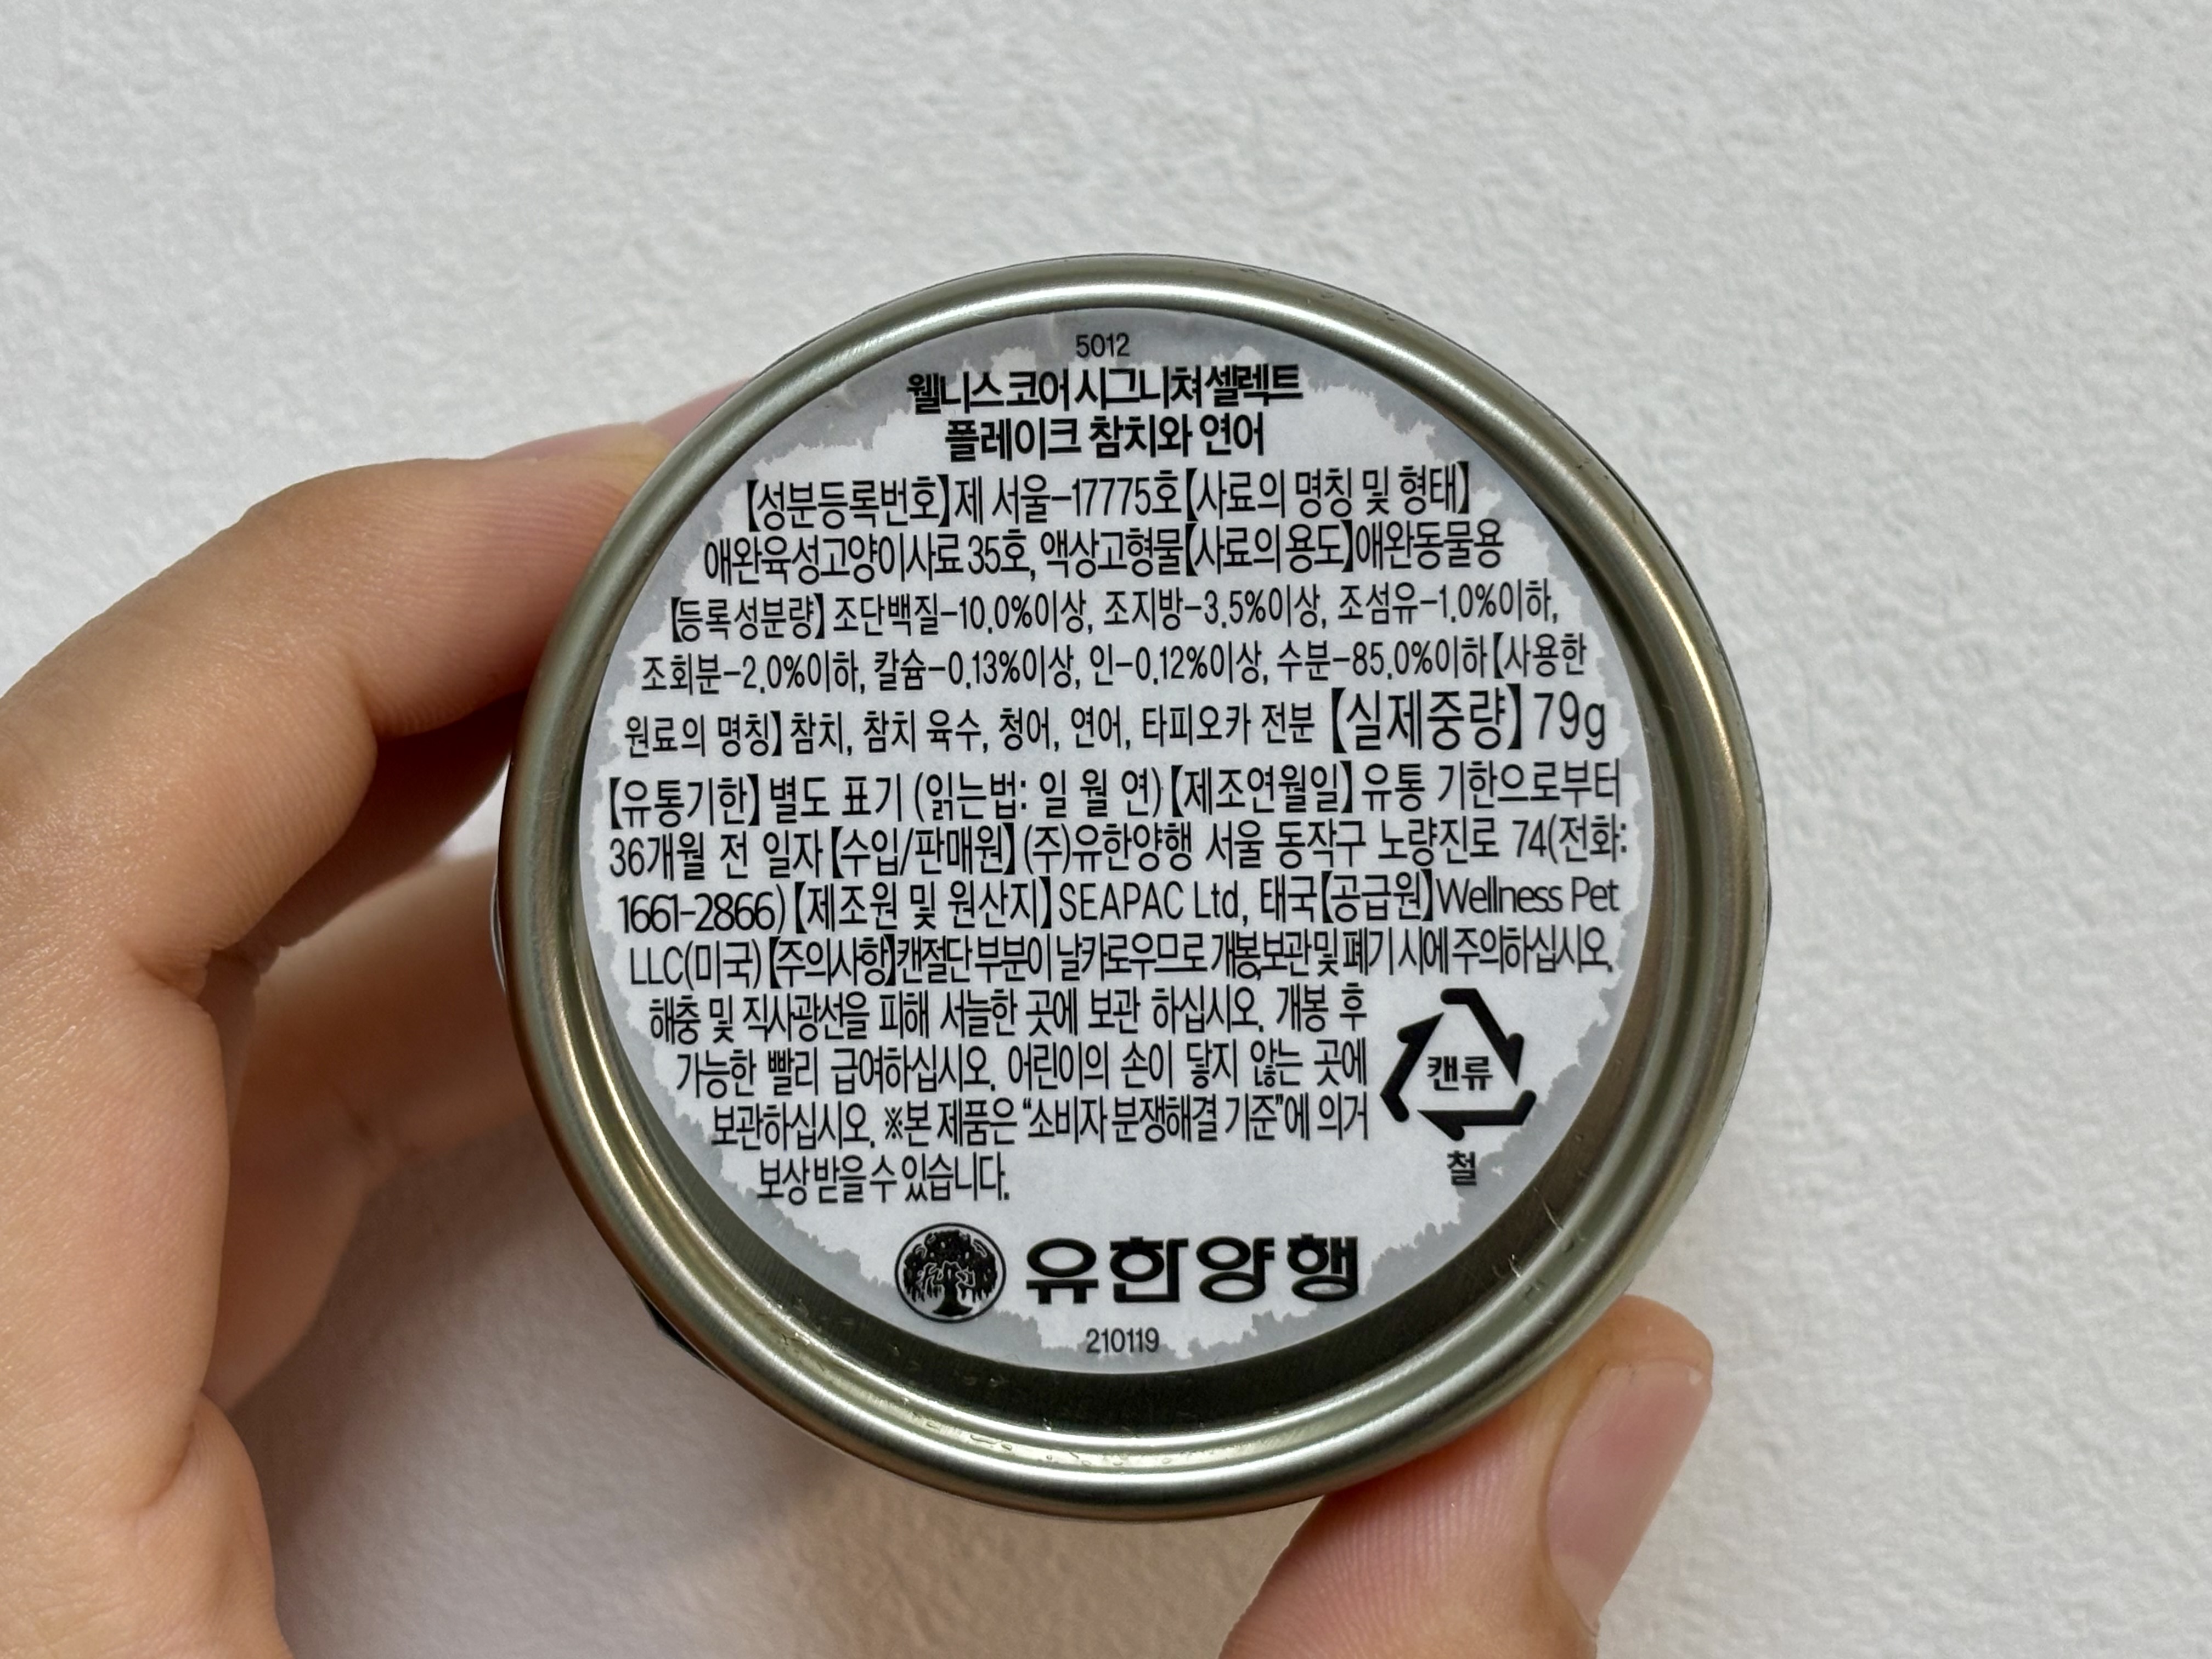 5012
웰니스 코어 시그니쳐 셀렉트
플레이크 참치와 연어
【성분등록번호】제 서울-17775호【사료의 명칭 및 형태】
애완육성고양이사료 35호, 액상고형물【사료의 용도】애완동물용
【등록성분량】조단백질-10.0%이상, 조지방-3.5%이상, 조섬유-1.0%이하,
조회분-2.0%이하, 칼슘-0.13%이상, 인-0.12%이상, 수분-85.0%이하【사용한
원료의 명칭】참치, 참치 육수, 청어, 연어, 타피오카 전분【실제중량】79g
【유통기한】별도 표기 (읽는법: 일 월 연)【제조연월일】유통 기한으로부터
36개월 전 일자【수입/판매원】(주)유한양행 서울 동작구 노량진로 74(전화:
1661-2866)【제조원 및 원산지】SEAPAC Ltd, 태국【공급원】Wellness Pet
LLC(미국)【주의사항】캔절단 부분이 날카로우므로 개봉,보관 및 폐기 시에 주의하십시오.
해충 및 직사광선을 피해 서늘한 곳에 보관 하십시오. 개봉 후
가능한 빨리 급여하십시오. 어린이의 손이 닿지 않는 곳에
보관하십시오. ※본 제품은 “소비자 분쟁해결 기준”에 의거
보상 받을 수 있습니다.
캔류
철
유한양행
210119